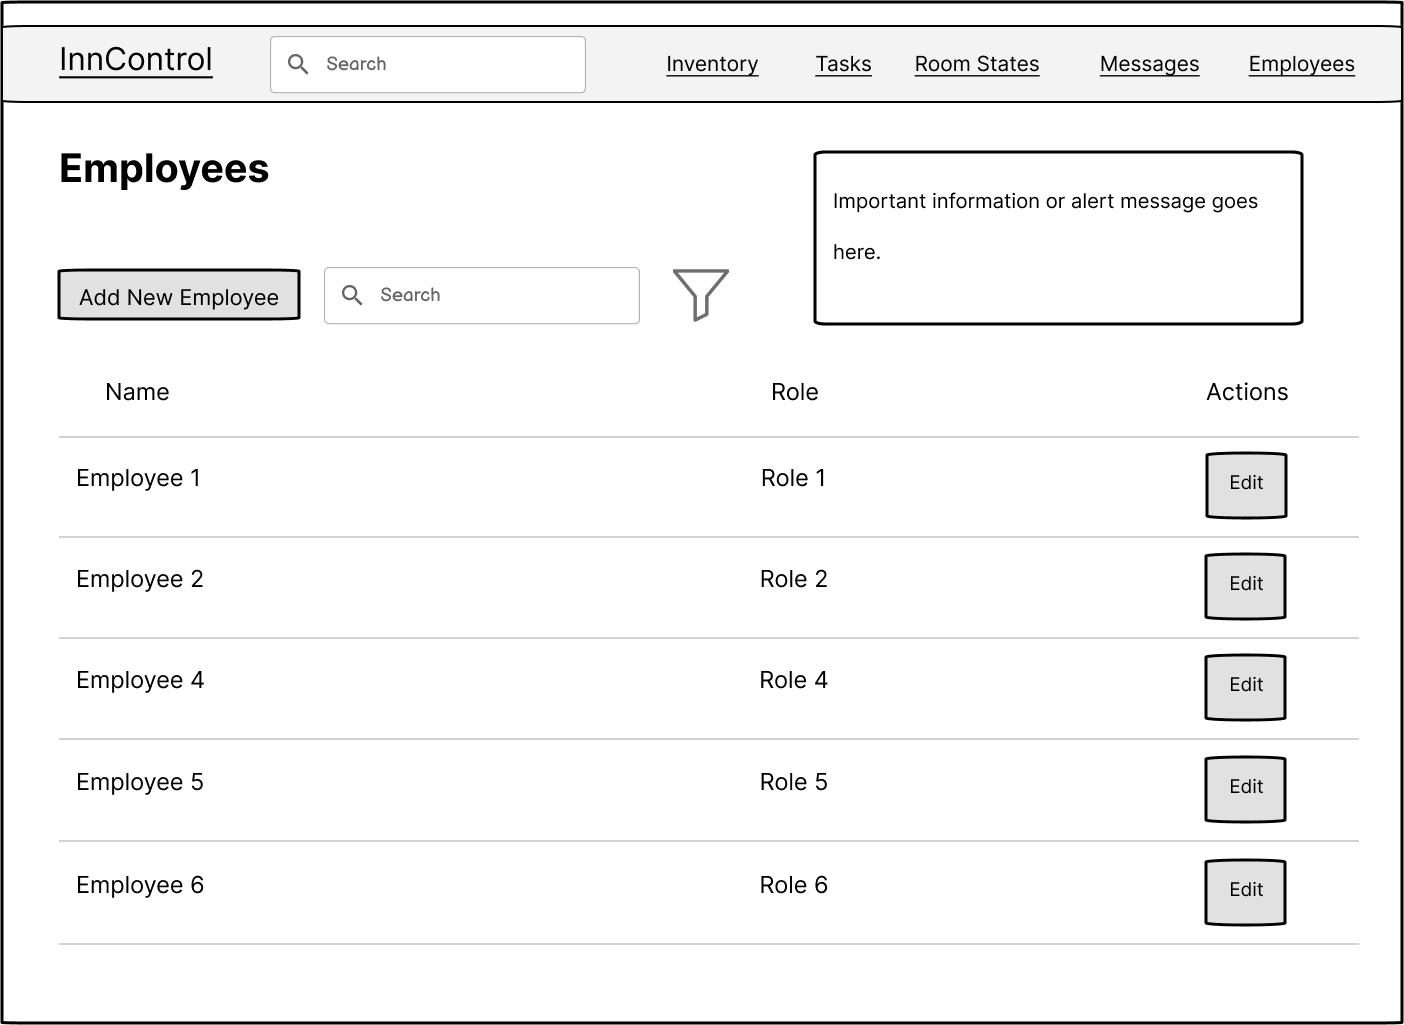 InnControl
Search
Inventory
Tasks
Room States
Messages
Employees
Employees
Important information or alert message goes
here.
Add New Employee
Search
Name Role Actions
Employee 1 Role 1 Edit
Employee 2 Role 2 Edit
Employee 4 Role 4 Edit
Employee 5 Role 5 Edit
Employee 6 Role 6 Edit